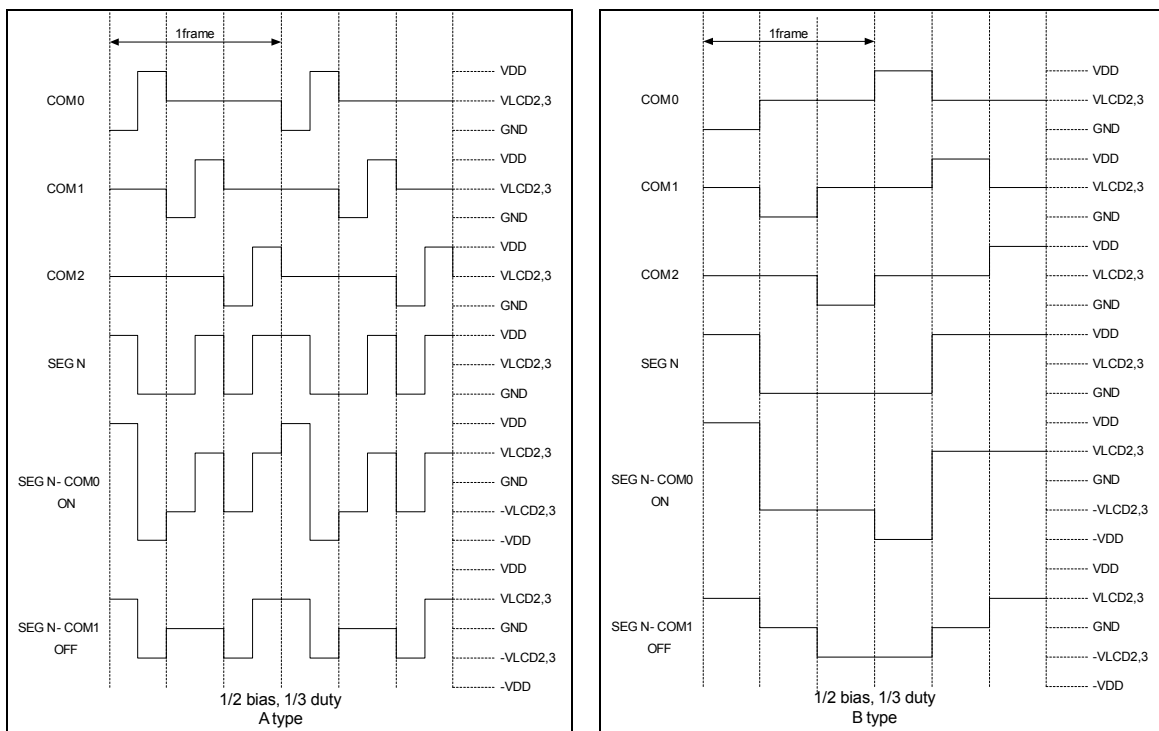 1frame
COM0
VDD
VLCD2,3
GND
COM1
VDD
VLCD2,3
GND
COM2
VDD
VLCD2,3
GND
SEG N
VDD
VLCD2,3
GND
SEG N - COM0
ON
VDD
VLCD2,3
GND
-VLCD2,3
-VDD
SEG N - COM1
OFF
VDD
VLCD2,3
GND
-VLCD2,3
-VDD
1/2 bias, 1/3 duty
A type
1frame
COM0
VDD
VLCD2,3
GND
COM1
VDD
VLCD2,3
GND
COM2
VDD
VLCD2,3
GND
SEG N
VDD
VLCD2,3
GND
SEG N - COM0
ON
VDD
VLCD2,3
GND
-VLCD2,3
-VDD
SEG N - COM1
OFF
VDD
VLCD2,3
GND
-VLCD2,3
-VDD
1/2 bias, 1/3 duty
B type